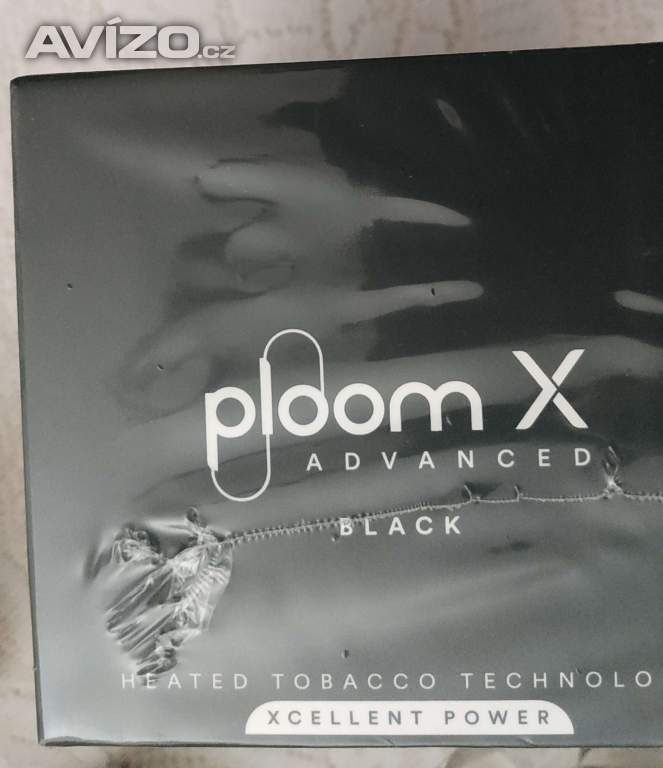 AVÍZO.cz
ploom X
ADVANCED
BLACK
HEATED TOBACCO TECHNOLO
XCELLENT POWER